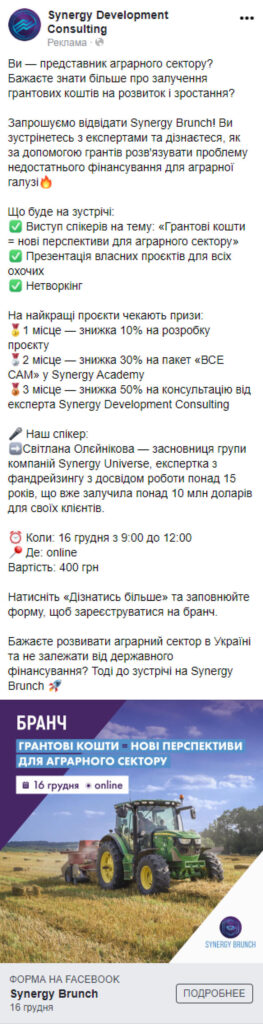 Synergy Development
Consulting
Реклама ·
Ви — представник аграрного сектору?
Бажаєте знати більше про залучення
грантових коштів на розвиток і зростання?
Запрошуємо відвідати Synergy Brunch! Ви
зустрінетесь з експертами та дізнаєтеся, як
за допомогою грантів розв'язувати проблему
недостатнього фінансування для аграрної
галузі🔥
Що буде на зустрічі:
✅ Виступ спікерів на тему: «Грантові кошти
= нові перспективи для аграрного сектору»
✅ Презентація власних проєктів для всіх
охочих
✅ Нетворкінг
На найкращі проєкти чекають призи:
🥇1 місце — знижка 10% на розробку
проєкту
🥈2 місце — знижка 30% на пакет «ВСЕ
САМ» у Synergy Academy
🥉3 місце — знижка 50% на консультацію від
експерта Synergy Development Consulting
🎤 Наш спікер:
➡️Світлана Олєйнікова — засновниця групи
компаній Synergy Universe, експертка з
фандрейзингу з досвідом роботи понад 15
років, що вже залучила понад 10 млн доларів
для своїх клієнтів.
⏰ Коли: 16 грудня з 9:00 до 12:00
📍 Де: online
Вартість: 400 грн
Натисніть «Дізнатись більше» та заповнюйте
форму, щоб зареєструватися на бранч.
Бажаєте розвивати аграрний сектор в Україні
та не залежати від державного
фінансування? Тоді до зустрічі на Synergy
Brunch 🚀
БРАНЧ
ГРАНТОВІ КОШТИ = НОВІ ПЕРСПЕКТИВИ
ДЛЯ АГРАРНОГО СЕКТОРУ
16 грудня online
SYNERGY BRUNCH
ФОРМА НА FACEBOOK
Synergy Brunch
16 грудня
ПОДРОБНЕЕ